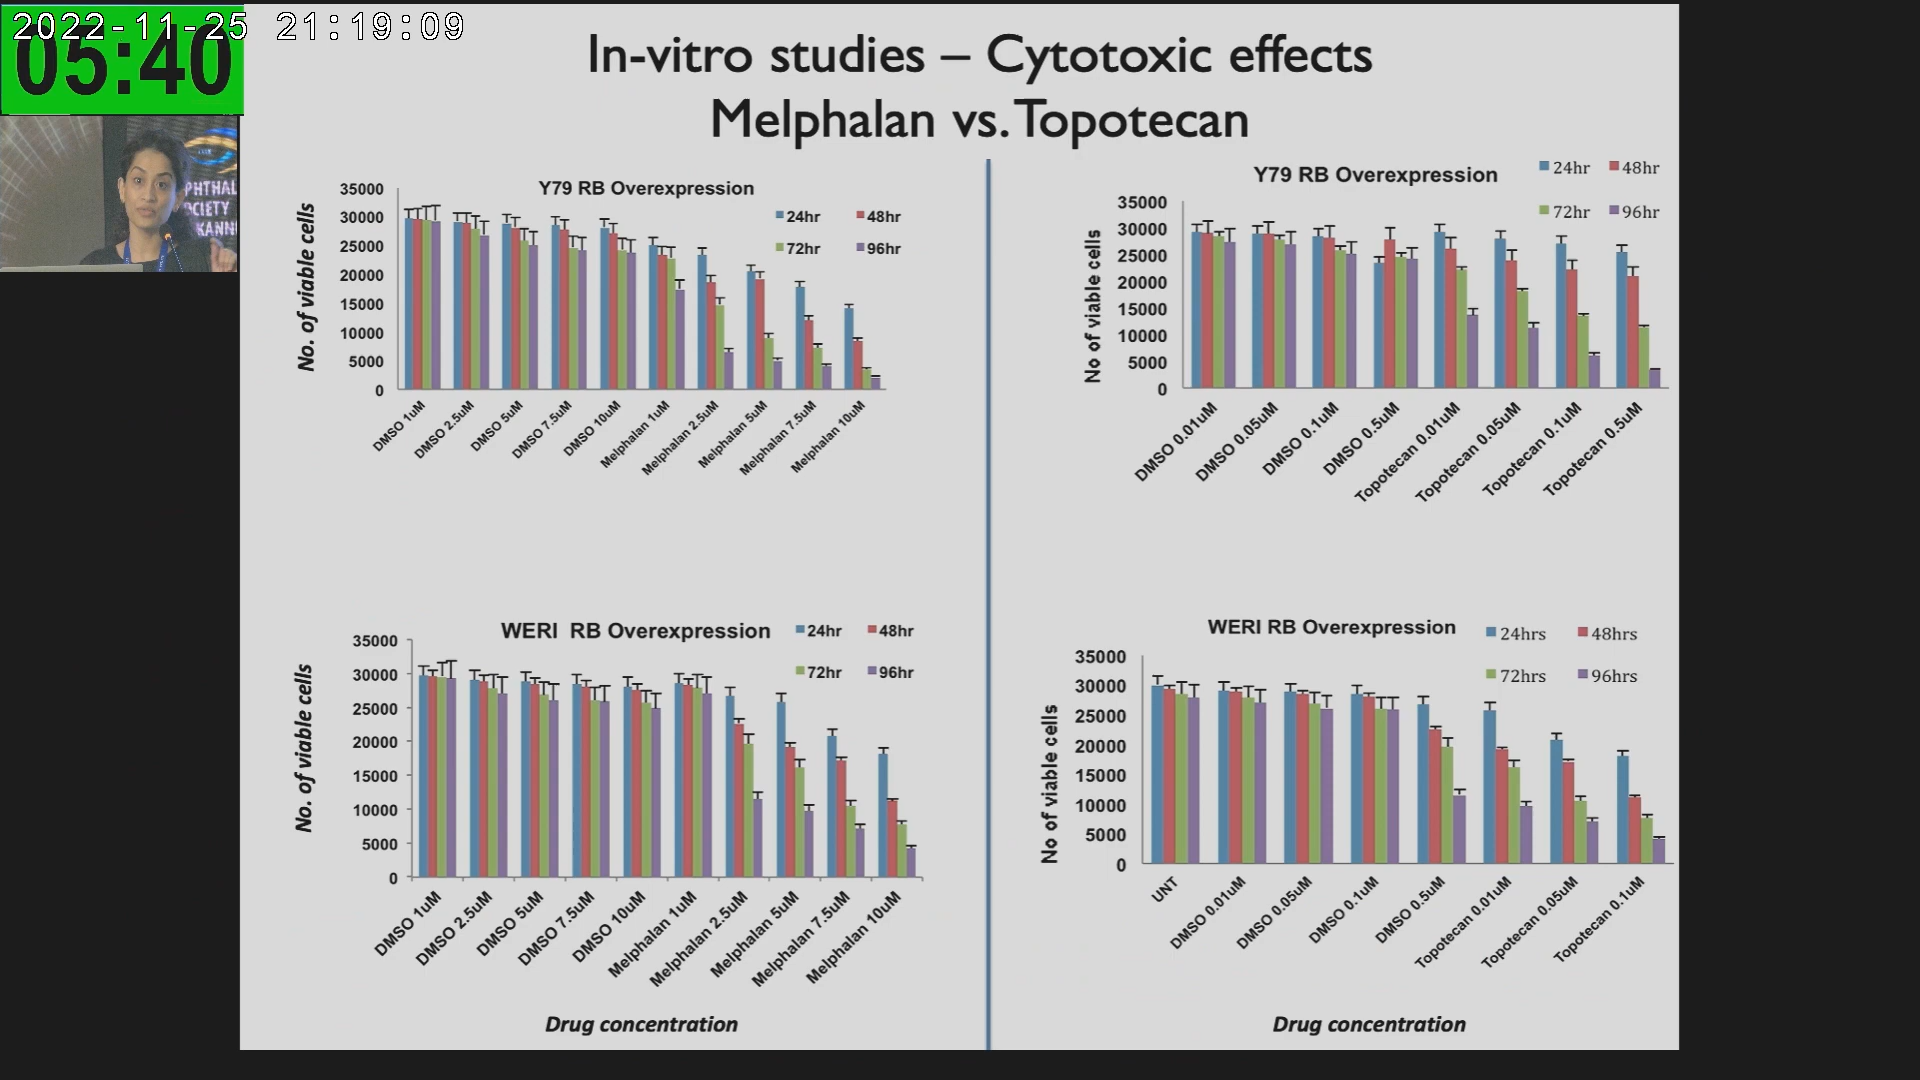 2022-11-25 21:19:09
05:40
PHTHAL
OCIETY
KANN
In-vitro studies – Cytotoxic effects
Melphalan vs. Topotecan
Y79 RB Overexpression
24hr 48hr
72hr 96hr
No. of viable cells
35000
30000
25000
20000
15000
10000
5000
0
DMSO 1uM
DMSO 2.5uM
DMSO 5uM
DMSO 7.5uM
DMSO 10uM
Melphalan 1uM
Melphalan 2.5uM
Melphalan 5uM
Melphalan 7.5uM
Melphalan 10uM
Y79 RB Overexpression
24hr 48hr
72hr 96hr
No of viable cells
35000
30000
25000
20000
15000
10000
5000
0
DMSO 0.01uM
DMSO 0.05uM
DMSO 0.1uM
DMSO 0.5uM
Topotecan 0.01uM
Topotecan 0.05uM
Topotecan 0.1uM
Topotecan 0.5uM
WERI RB Overexpression
24hr 48hr
72hr 96hr
No. of viable cells
35000
30000
25000
20000
15000
10000
5000
0
DMSO 1uM
DMSO 2.5uM
DMSO 5uM
DMSO 7.5uM
DMSO 10uM
Melphalan 1uM
Melphalan 2.5uM
Melphalan 5uM
Melphalan 7.5uM
Melphalan 10uM
Drug concentration
WERI RB Overexpression
24hrs 48hrs
72hrs 96hrs
No of viable cells
35000
30000
25000
20000
15000
10000
5000
0
UNT
DMSO 0.01uM
DMSO 0.05uM
DMSO 0.1uM
DMSO 0.5uM
Topotecan 0.01uM
Topotecan 0.05uM
Topotecan 0.1uM
Drug concentration